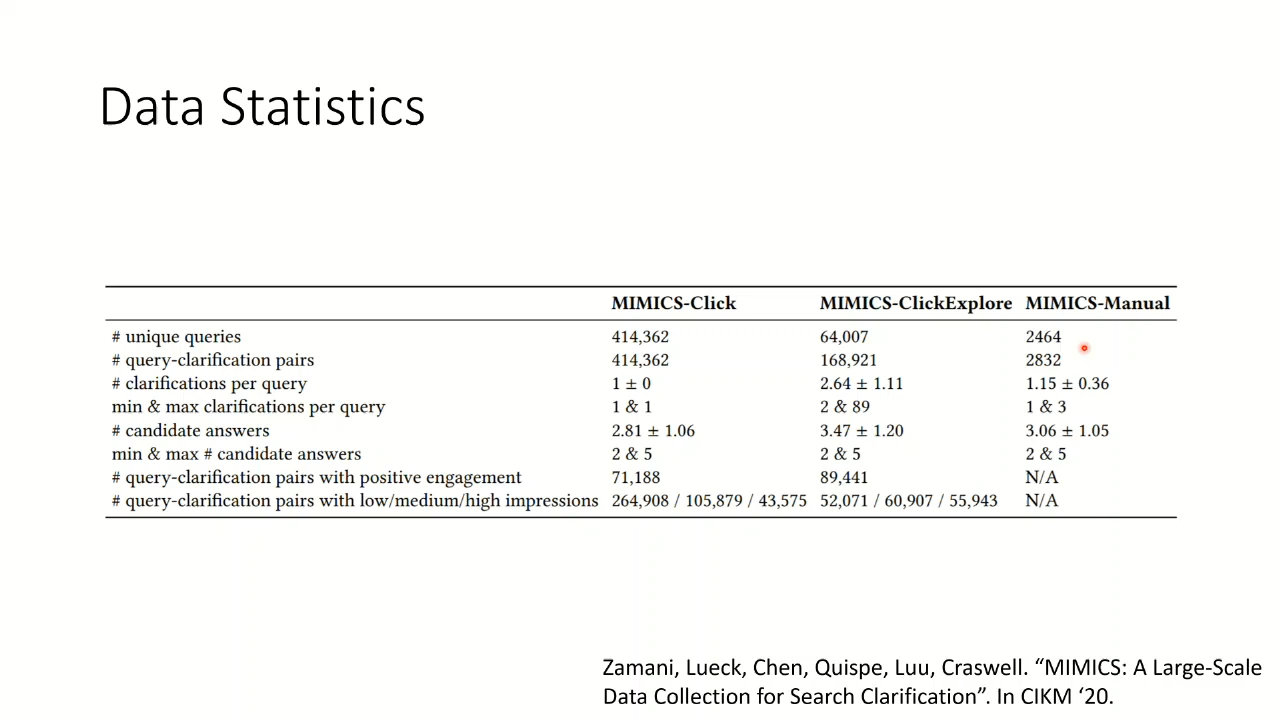 Data Statistics
MIMICS-Click MIMICS-ClickExplore MIMICS-Manual
# unique queries 414,362 64,007 2464
# query-clarification pairs 414,362 168,921 2832
# clarifications per query 1 ± 0 2.64 ± 1.11 1.15 ± 0.36
min & max clarifications per query 1 & 1 2 & 89 1 & 3
# candidate answers 2.81 ± 1.06 3.47 ± 1.20 3.06 ± 1.05
min & max # candidate answers 2 & 5 2 & 5 2 & 5
# query-clarification pairs with positive engagement 71,188 89,441 N/A
# query-clarification pairs with low/medium/high impressions 264,908 / 105,879 / 43,575 52,071 / 60,907 / 55,943 N/A
Zamani, Lueck, Chen, Quispe, Luu, Craswell. “MIMICS: A Large-Scale
Data Collection for Search Clarification”. In CIKM ‘20.